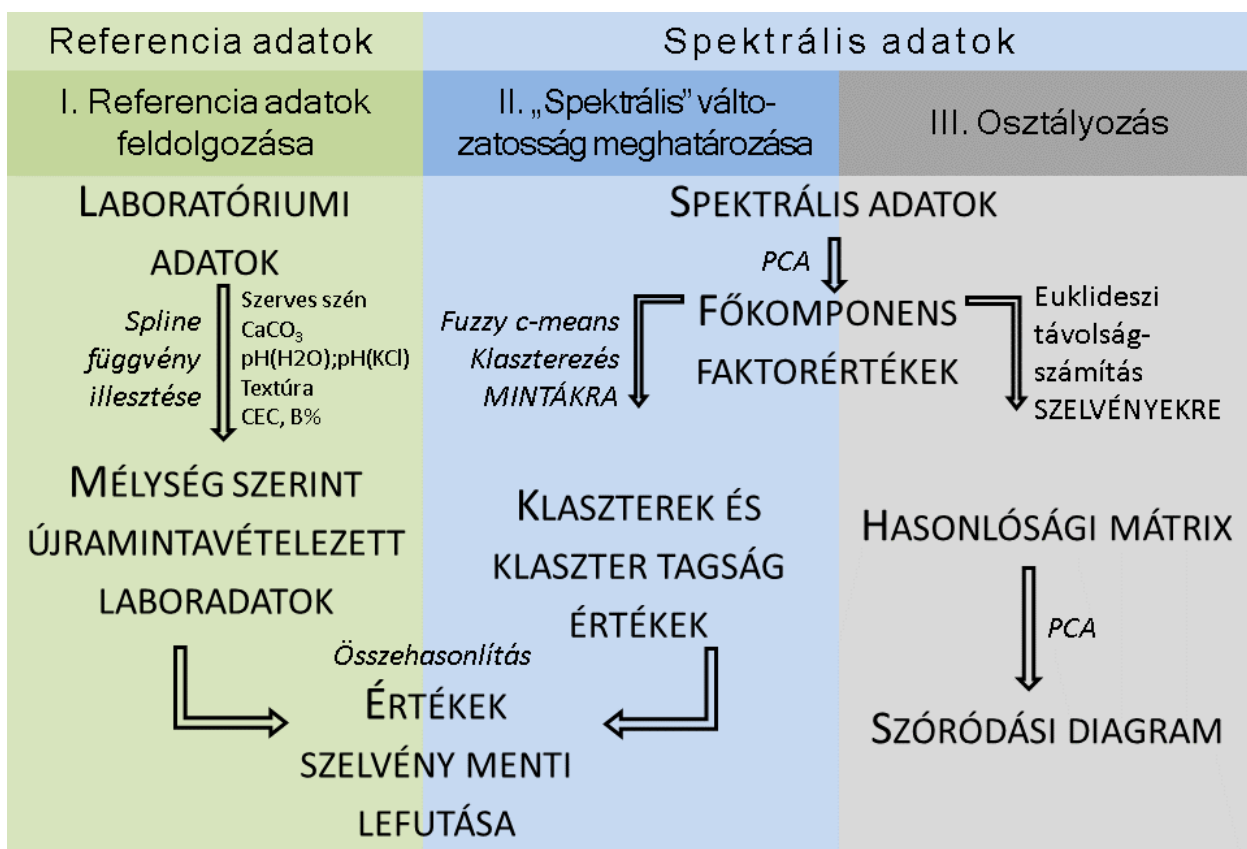 Referencia adatok
Spektrális adatok
I. Referencia adatok
feldolgozása
II. „Spektrális” válto-
zatosság meghatározása
III. Osztályozás
LABORATÓRIUMI
ADATOK
Spline
függvény
illesztése
Szerves szén
CaCO₃
pH(H2O);pH(KCl)
Textúra
CEC, B%
MÉLYSÉG SZERINT
ÚJRAMINTAVÉTELEZETT
LABORADATOK
SPEKTRÁLIS ADATOK
PCA
FŐKOMPONENS
FAKTORÉRTÉKEK
Fuzzy c-means
Klaszterezés
MINTÁKRA
Euklideszi
távolság-
számítás
SZELVÉNYEKRE
KLASZTEREK ÉS
KLASZTER TAGSÁG
ÉRTÉKEK
HASONLÓSÁGI MÁTRIX
PCA
SZÓRÓDÁSI DIAGRAM
Összehasonlítás
ÉRTÉKEK
SZELVÉNY MENTI
LEFUTÁSA